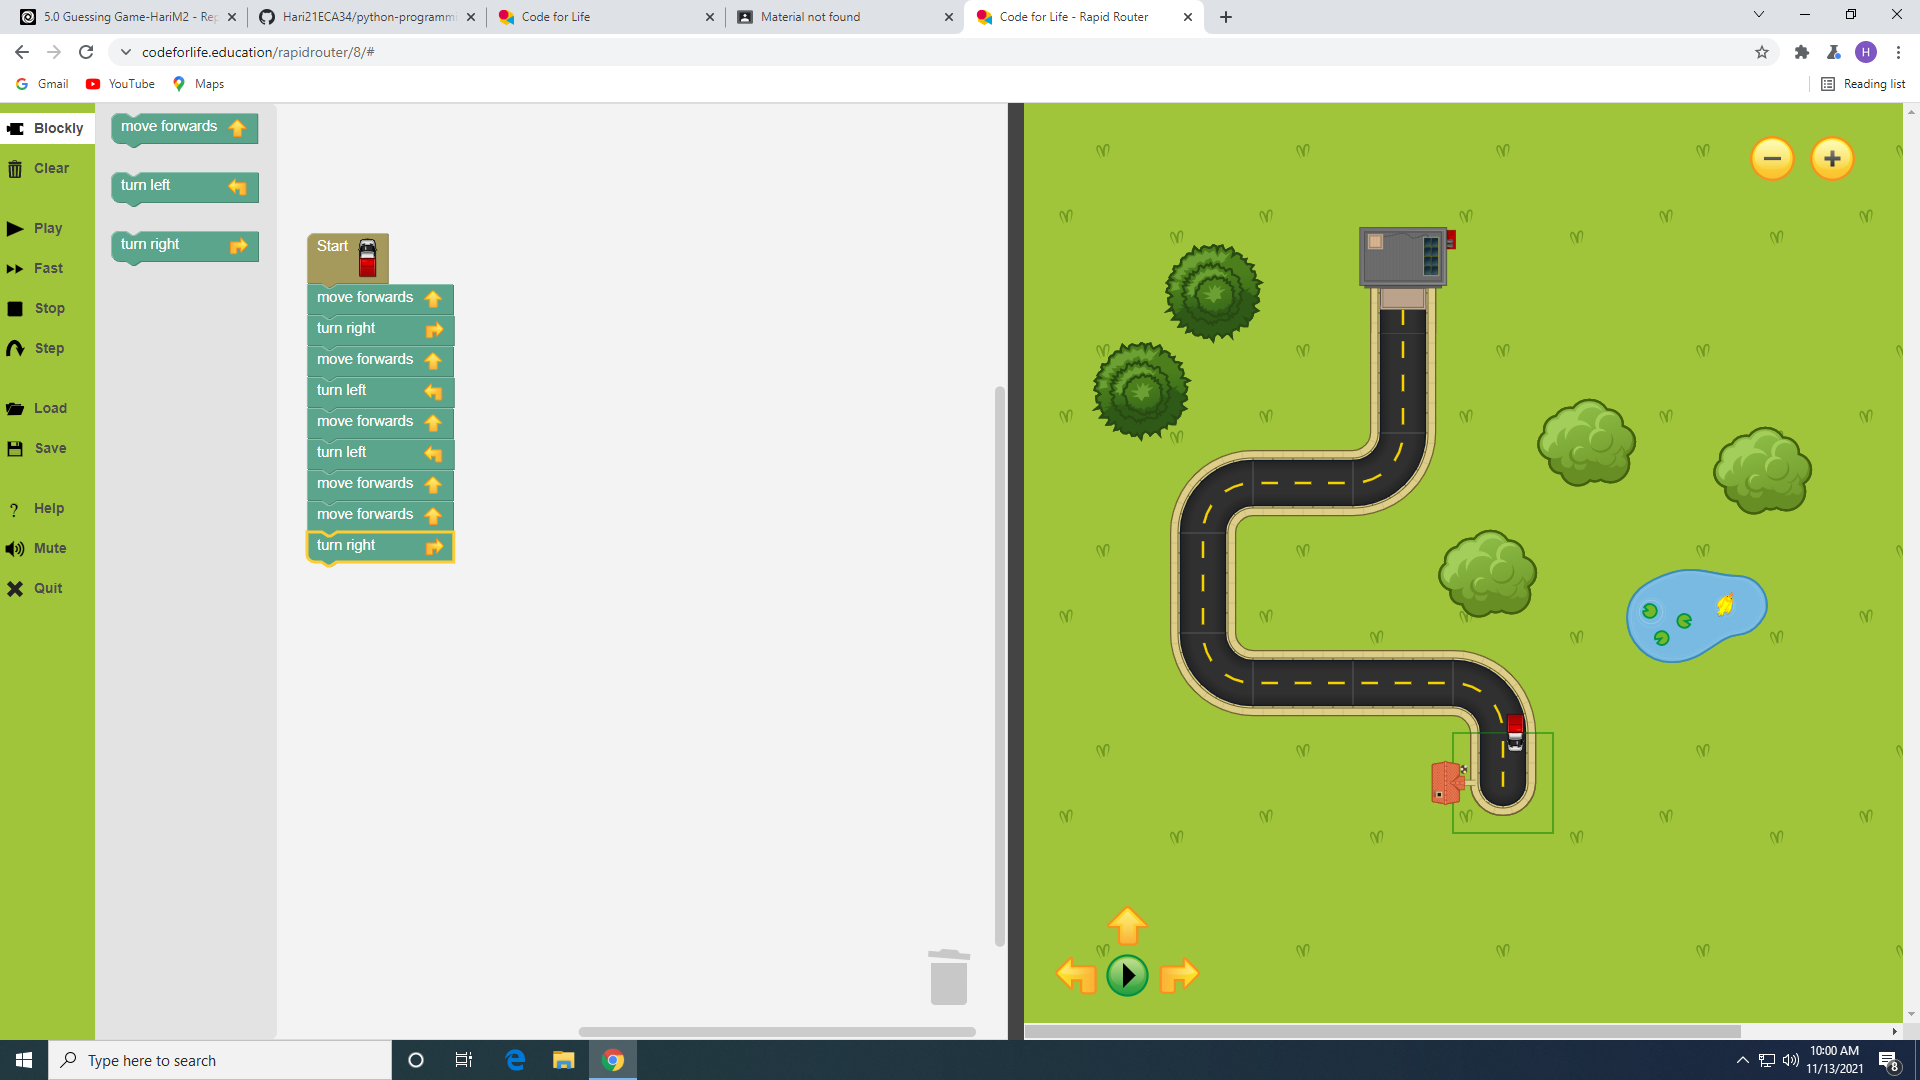 5.0 Guessing Game-HariM2 - Rep
Hari21ECA34/python-programmi
Code for Life
Material not found
Code for Life - Rapid Router
codeforlife.education/rapidrouter/8/#
H
Gmail
YouTube
Maps
Reading list
Blockly
Clear
Play
Fast
Stop
Step
Load
Save
? Help
Mute
Quit
move forwards
turn left
turn right
Start
move forwards
turn right
move forwards
turn left
move forwards
turn left
move forwards
move forwards
turn right
Type here to search
10:00 AM
11/13/2021
8